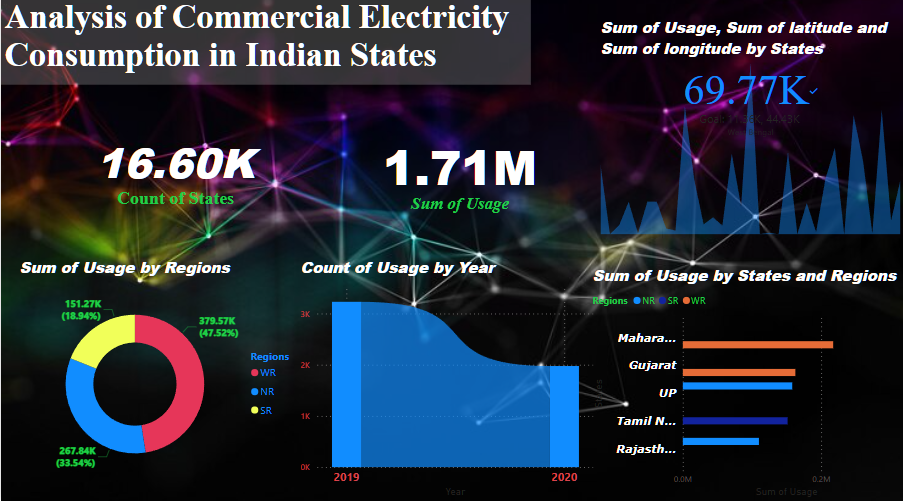 Analysis of Commercial Electricity
Consumption in Indian States
Sum of Usage, Sum of latitude and
Sum of longitude by States
69.77K
16.60K
Count of States
1.71M
Sum of Usage
Sum of Usage by Regions
151.27K
(18.94%)
379.57K
(47.52%)
267.84K
(33.54%)
Regions
WR
NR
SR
Count of Usage by Year
3K
2K
1K
0K
2019
2020
Year
Sum of Usage by States and Regions
Regions NR SR WR
Mahara...
Gujarat
UP
Tamil N...
Rajasth...
0.0M
0.2M
Sum of Usage